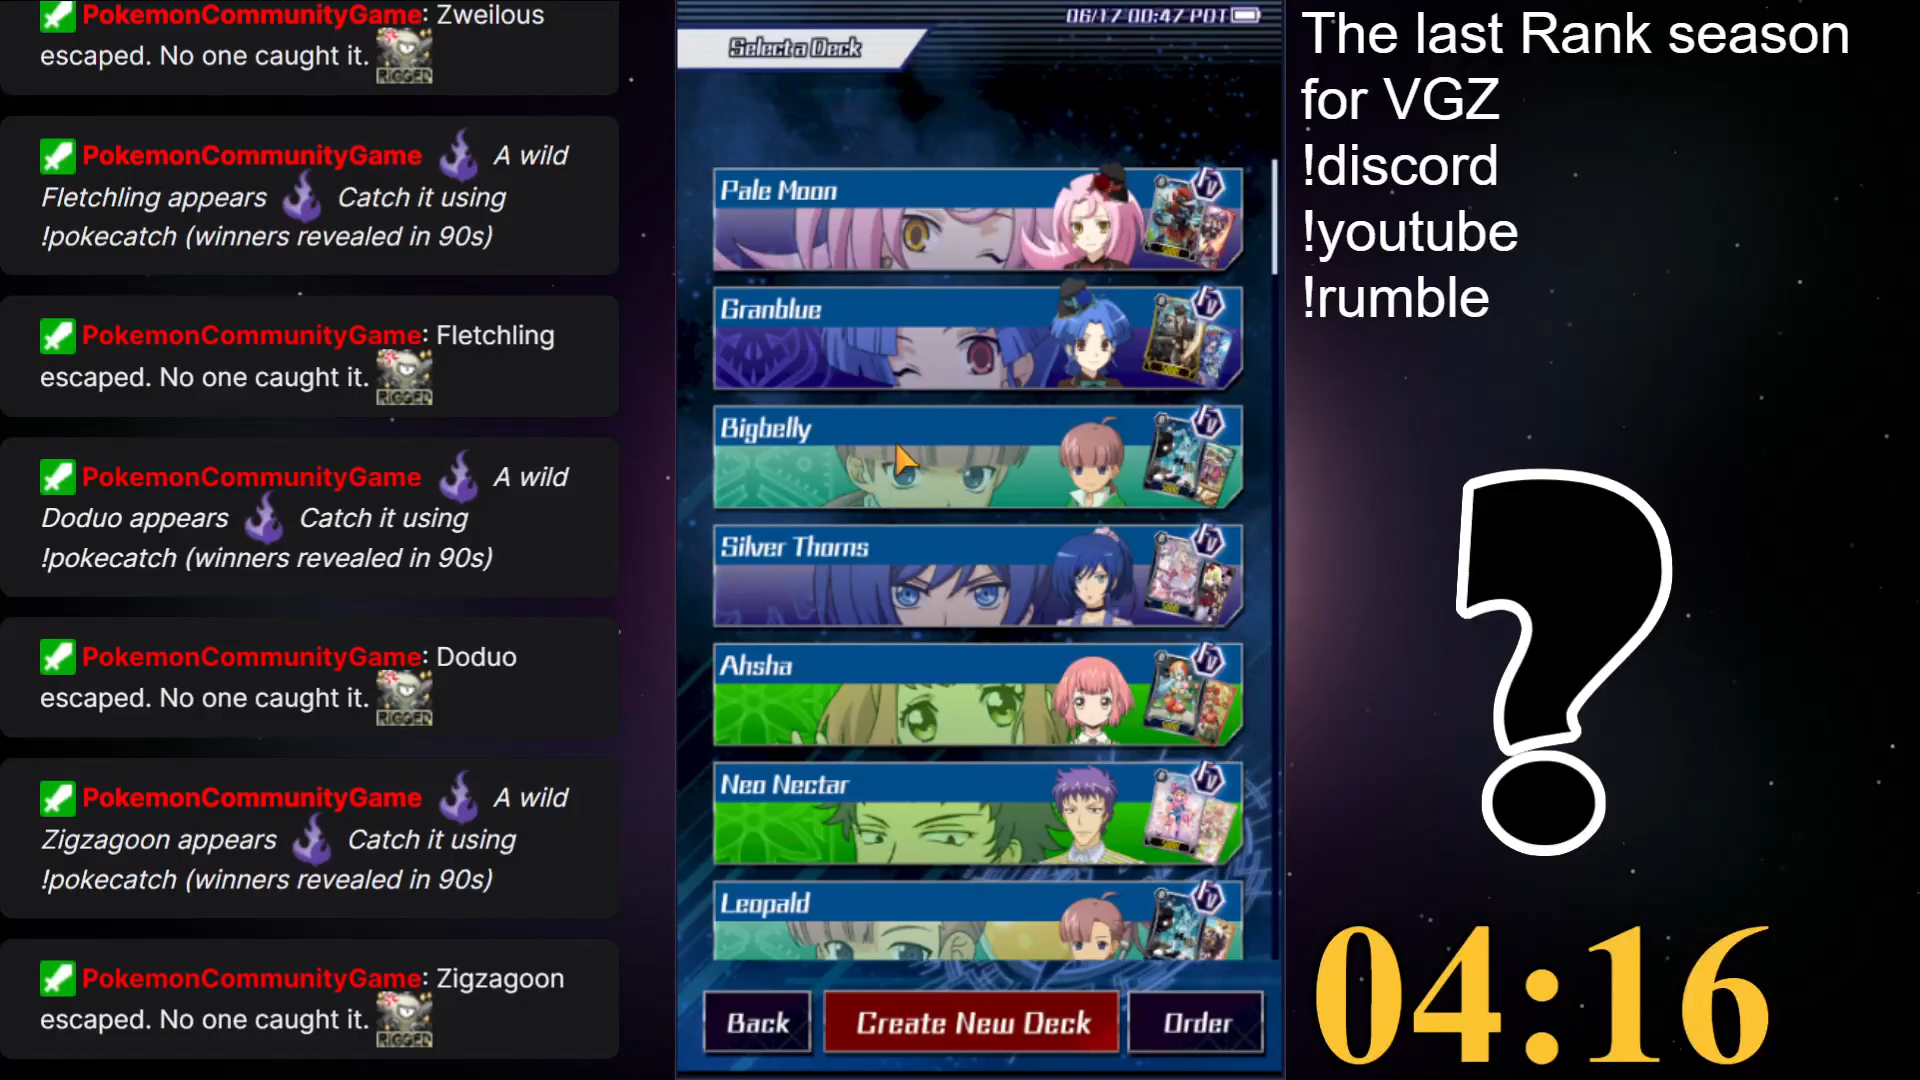 PokemonCommunityGame: Zweilous
escaped. No one caught it.
RIGGED
PokemonCommunityGame A wild
Fletchling appears Catch it using
!pokecatch (winners revealed in 90s)
PokemonCommunityGame: Fletchling
escaped. No one caught it.
RIGGED
PokemonCommunityGame A wild
Doduo appears Catch it using
!pokecatch (winners revealed in 90s)
PokemonCommunityGame: Doduo
escaped. No one caught it.
RIGGED
PokemonCommunityGame A wild
Zigzagoon appears Catch it using
!pokecatch (winners revealed in 90s)
PokemonCommunityGame: Zigzagoon
escaped. No one caught it.
RIGGED
06/17 00:47 PDT
Select a Deck
Pale Moon
Granblue
Bigbelly
Silver Thorns
Ahsha
Neo Nectar
Leopald
Back
Create New Deck
Order
The last Rank season
for VGZ
!discord
!youtube
!rumble
?
04:16